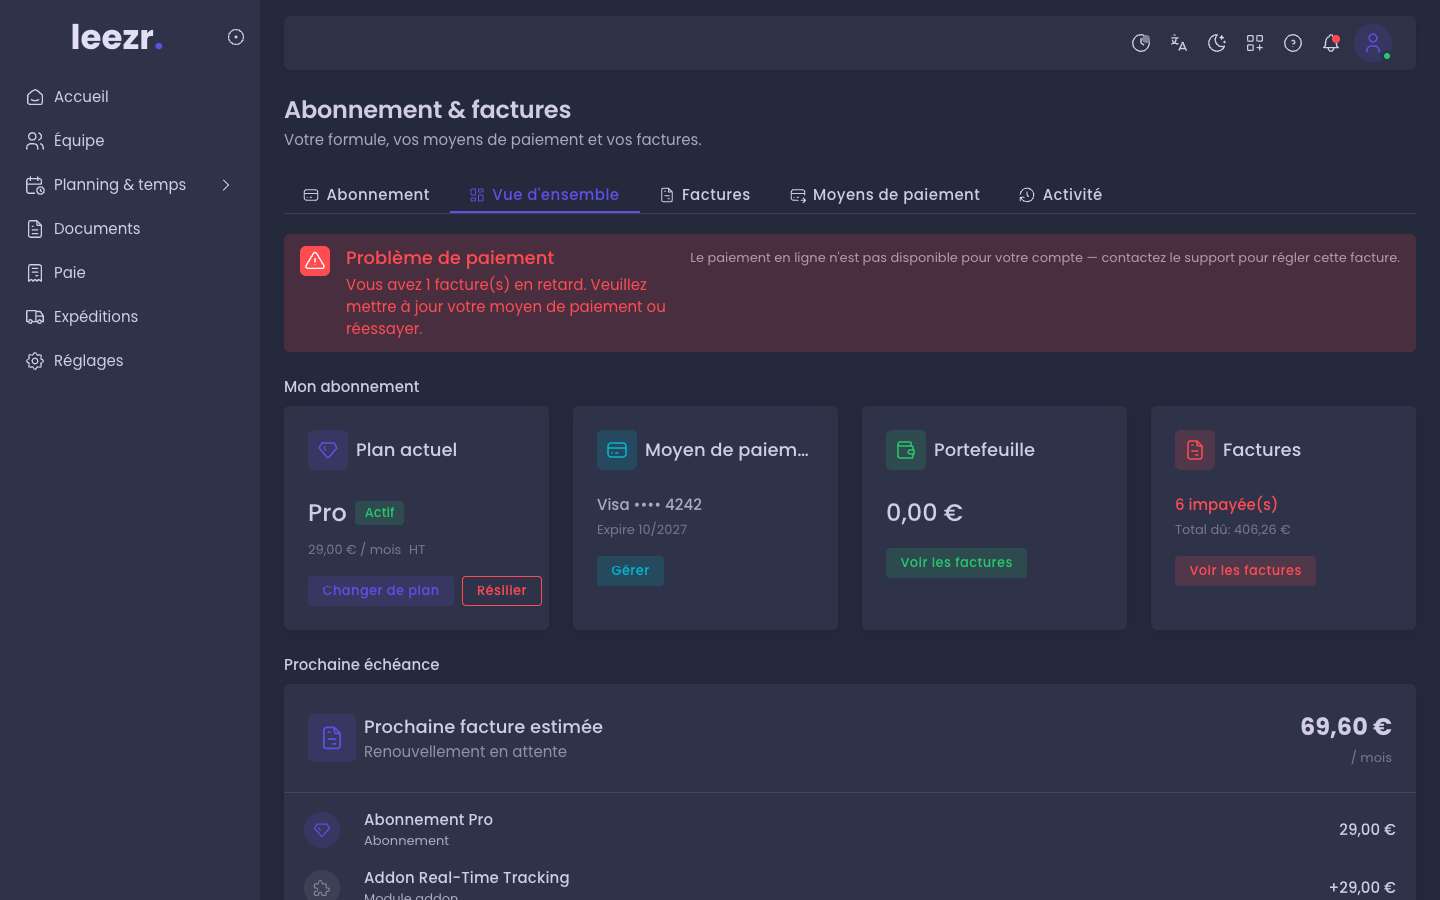 leezr.
Accueil
Équipe
Planning & temps
Documents
Paie
Expéditions
Réglages
Abonnement & factures
Votre formule, vos moyens de paiement et vos factures.
Abonnement
Vue d'ensemble
Factures
Moyens de paiement
Activité
Problème de paiement
Vous avez 1 facture(s) en retard. Veuillez
mettre à jour votre moyen de paiement ou
réessayer.
Le paiement en ligne n'est pas disponible pour votre compte — contactez le support pour régler cette facture.
Mon abonnement
Plan actuel
Pro Actif
29,00 € / mois HT
Changer de plan Résilier
Moyen de paiem…
Visa •••• 4242
Expire 10/2027
Gérer
Portefeuille
0,00 €
Voir les factures
Factures
6 impayée(s)
Total dû: 406,26 €
Voir les factures
Prochaine échéance
Prochaine facture estimée
Renouvellement en attente
69,60 €
/ mois
Abonnement Pro
Abonnement
29,00 €
Addon Real-Time Tracking
Module addon
+29,00 €